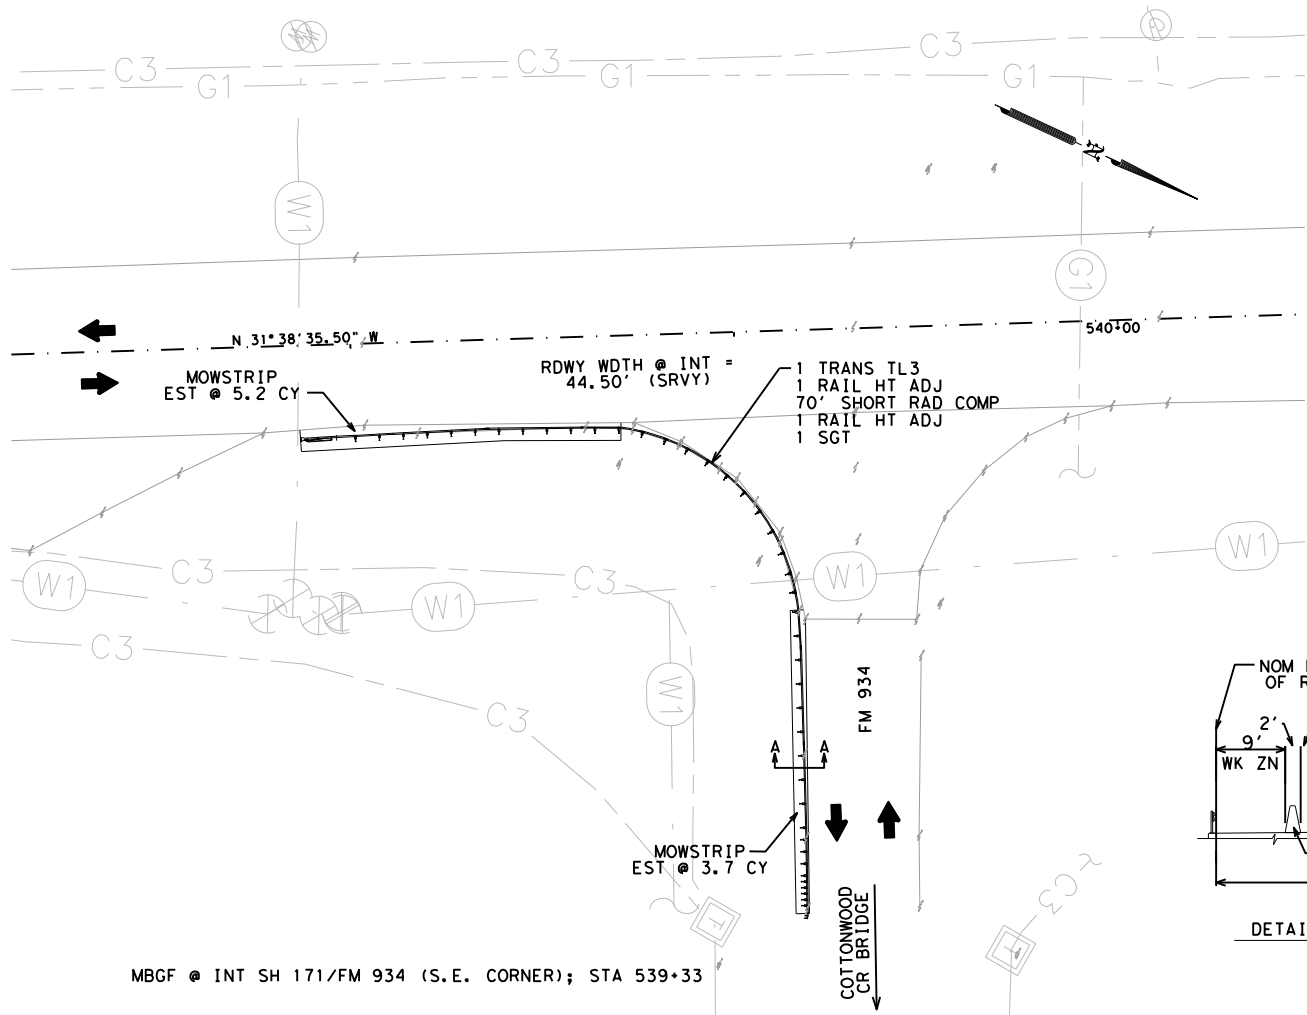 C3
C3
C3
G1
G1
G1
N
W1
G1
N 31°38'35.50" W
540+00
MOWSTRIP
EST @ 5.2 CY
RDWY WDTH @ INT =
44.50' (SRVY)
1 TRANS TL3
1 RAIL HT ADJ
70' SHORT RAD COMP
1 RAIL HT ADJ
1 SGT
W1
C3
W1
C3
W1
W1
C3
W1
C3
FM 934
NOM
OF
2'
9'
WK ZN
A A
MOWSTRIP
EST @ 3.7 CY
C3
T
T
COTTONWOOD
CR BRIDGE
DETAI
MBGF @ INT SH 171/FM 934 (S.E. CORNER); STA 539+33